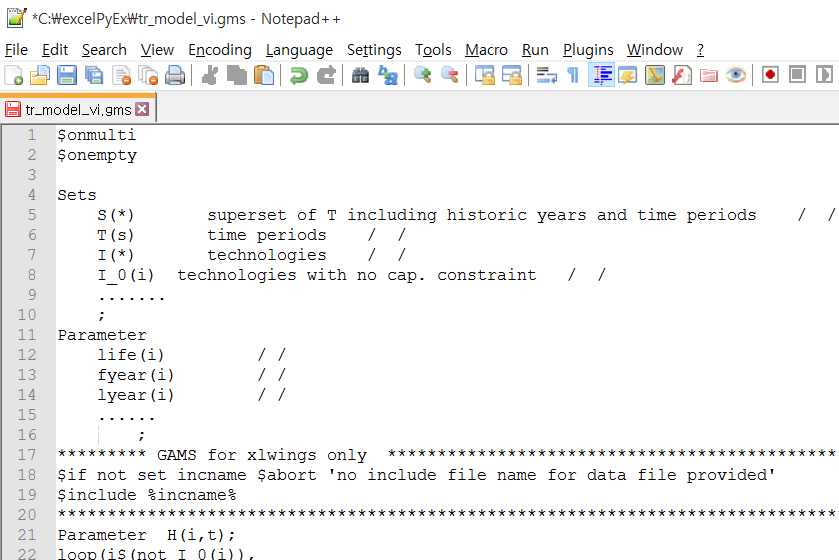 *C:₩excelPyEx₩tr_model_vi.gms - Notepad++
File Edit Search View Encoding Language Settings Tools Macro Run Plugins Window ?
tr_model_vi.gms
1 $onmulti
2 $onempty
3
4 Sets
5 S(*) superset of T including historic years and time periods / /
6 T(s) time periods / /
7 I(*) technologies / /
8 I_0(i) technologies with no cap. constraint / /
9 .......
10 ;
11 Parameter
12 life(i) / /
13 fyear(i) / /
14 lyear(i) / /
15 ......
16 ;
17 ********* GAMS for xlwings only *********************************************
18 $if not set incname $abort 'no include file name for data file provided'
19 $include %incname%
20 ******************************************************************************
21 Parameter H(i,t);
22 loop(i$(not I_0(i)),